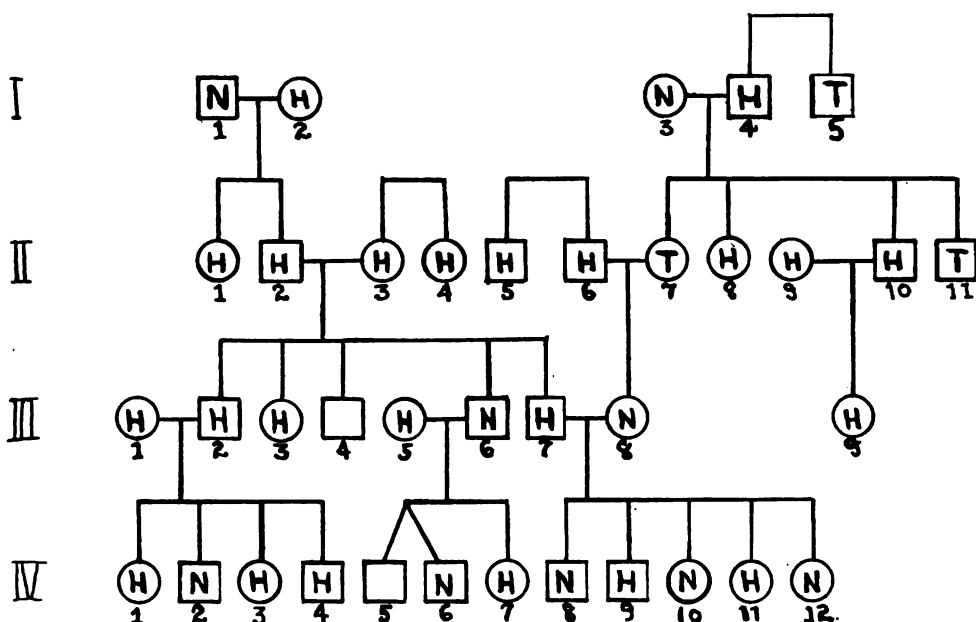 I N H N H T
1 2 3 4 5
II H H H H H H T H H H T
1 2 3 4 5 6 7 8 9 10 11
III H H H H N H N H
1 2 3 4 5 6 7 8 9
IV H N H H N H N H N H N
1 2 3 4 5 6 7 8 9 10 11 12